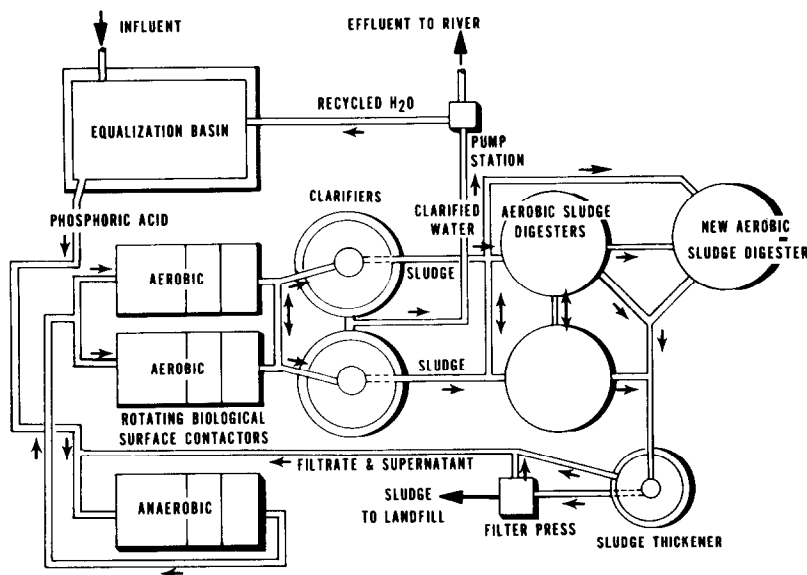 INFLUENT
EFFLUENT TO RIVER
RECYCLED H2O
EQUALIZATION BASIN
PUMP
STATION
PHOSPHORIC ACID
CLARIFIERS
CLARIFIED
WATER
AEROBIC SLUDGE
DIGESTERS
NEW AEROBIC
SLUDGE DIGESTER
AEROBIC
SLUDGE
AEROBIC
SLUDGE
ROTATING BIOLOGICAL
SURFACE CONTACTORS
FILTRATE & SUPERNATANT
ANAEROBIC
SLUDGE
TO LANDFILL
FILTER PRESS
SLUDGE THICKENER